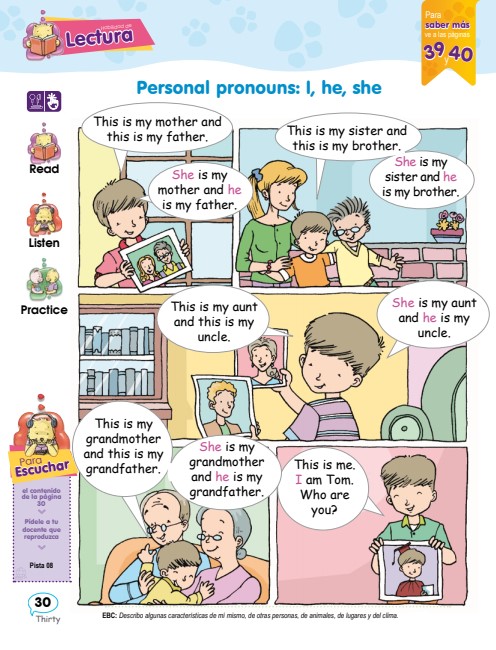 Lectura
Para
saber más
ve a las páginas
39 y 40
Personal pronouns: I, he, she
Read
Listen
Practice
This is my mother and
this is my father.
She is my
mother and he
is my father.
This is my sister and
this is my brother.
She is my
sister and he
is my brother.
This is my aunt
and this is my
uncle.
She is my aunt
and he is my
uncle.
This is my
grandmother
and this is my
grandfather.
She is my
grandmother
and he is my
grandfather.
This is me.
I am Tom.
Who are
you?
Para
Escuchar
el contenido
de la página
30
Pídele a tu
docente que
reproduzca
Pista 08
30
Thirty
EBC: Describo algunas características de mi mismo, de otras personas, de animales, de lugares y del clima.